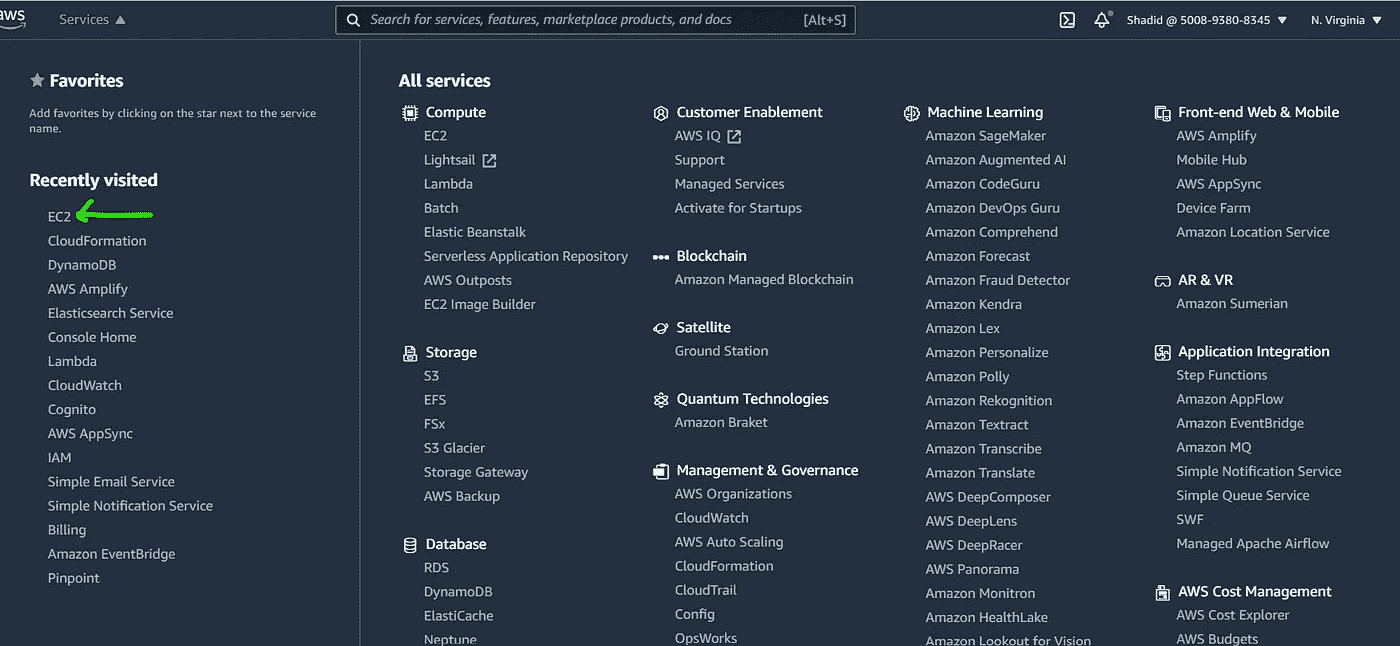 aws
Services
Search for services, features, marketplace products, and docs
[Alt+S]
Shadid @ 5008-9380-8345
N. Virginia
Favorites
Add favorites by clicking on the star next to the service
name.
Recently visited
EC2
CloudFormation
DynamoDB
AWS Amplify
Elasticsearch Service
Console Home
Lambda
CloudWatch
Cognito
AWS AppSync
IAM
Simple Email Service
Simple Notification Service
Billing
Amazon EventBridge
Pinpoint
All services
Compute
EC2
Lightsail
Lambda
Batch
Elastic Beanstalk
Serverless Application Repository
AWS Outposts
EC2 Image Builder
Storage
S3
EFS
FSx
S3 Glacier
Storage Gateway
AWS Backup
Database
RDS
DynamoDB
ElastiCache
Neptune
Customer Enablement
AWS IQ
Support
Managed Services
Activate for Startups
Blockchain
Amazon Managed Blockchain
Satellite
Ground Station
Quantum Technologies
Amazon Braket
Management & Governance
AWS Organizations
CloudWatch
AWS Auto Scaling
CloudFormation
CloudTrail
Config
OpsWorks
Machine Learning
Amazon SageMaker
Amazon Augmented AI
Amazon CodeGuru
Amazon DevOps Guru
Amazon Comprehend
Amazon Forecast
Amazon Fraud Detector
Amazon Kendra
Amazon Lex
Amazon Personalize
Amazon Polly
Amazon Rekognition
Amazon Textract
Amazon Transcribe
Amazon Translate
AWS DeepComposer
AWS DeepLens
AWS DeepRacer
AWS Panorama
Amazon Monitron
Amazon HealthLake
Amazon Lookout for Vision
Front-end Web & Mobile
AWS Amplify
Mobile Hub
AWS AppSync
Device Farm
Amazon Location Service
AR & VR
Amazon Sumerian
Application Integration
Step Functions
Amazon AppFlow
Amazon EventBridge
Amazon MQ
Simple Notification Service
Simple Queue Service
SWF
Managed Apache Airflow
AWS Cost Management
AWS Cost Explorer
AWS Budgets